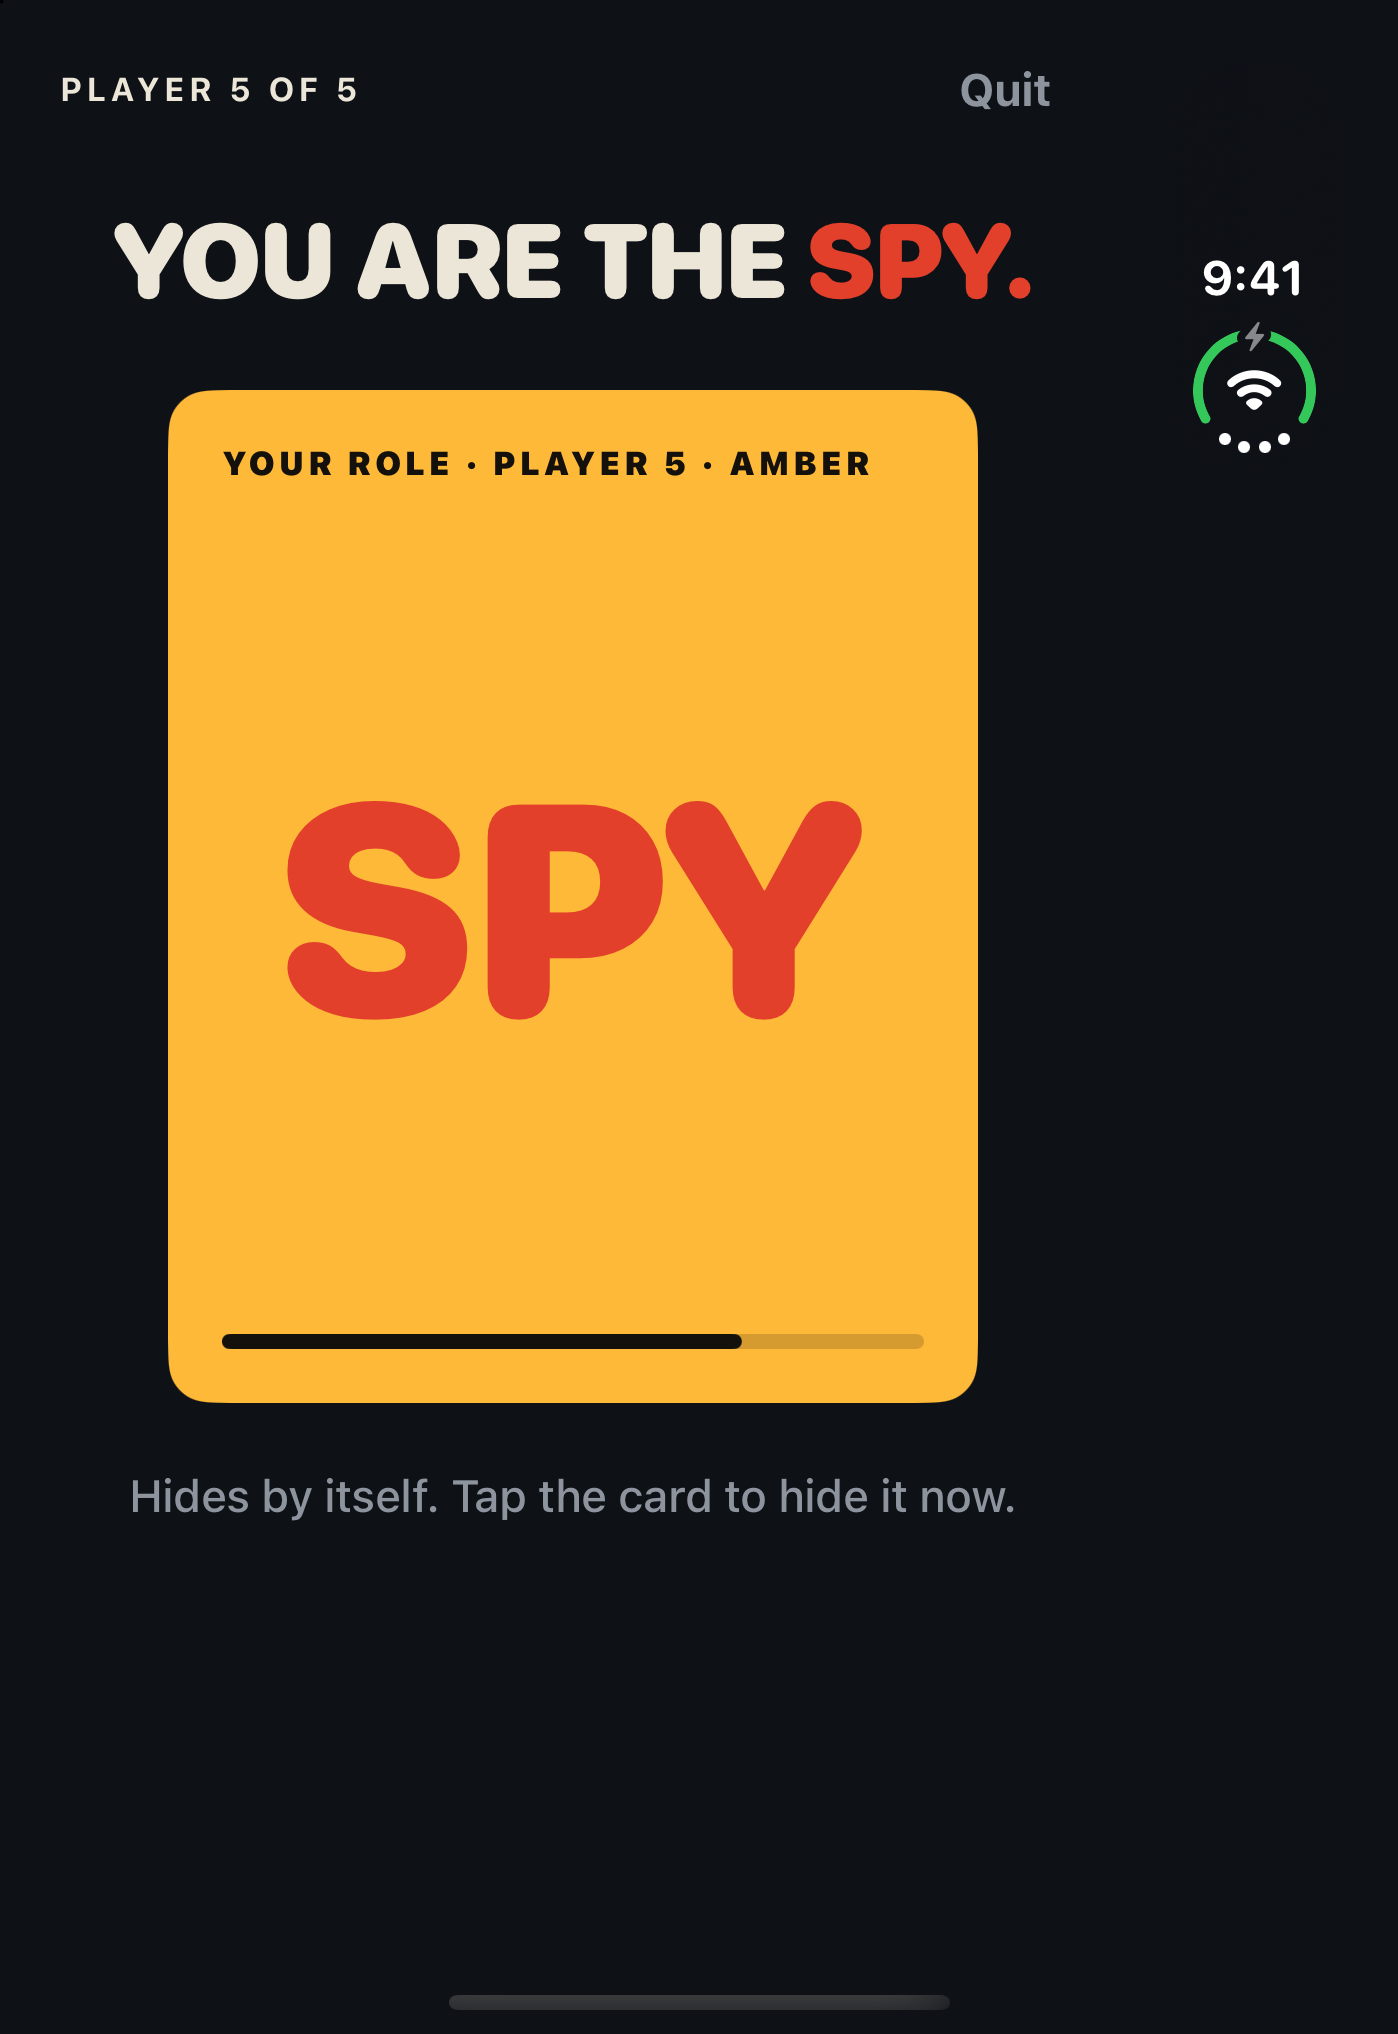 PLAYER 5 OF 5
Quit
YOU ARE THE SPY.
9:41
YOUR ROLE · PLAYER 5 · AMBER
SPY
Hides by itself. Tap the card to hide it now.